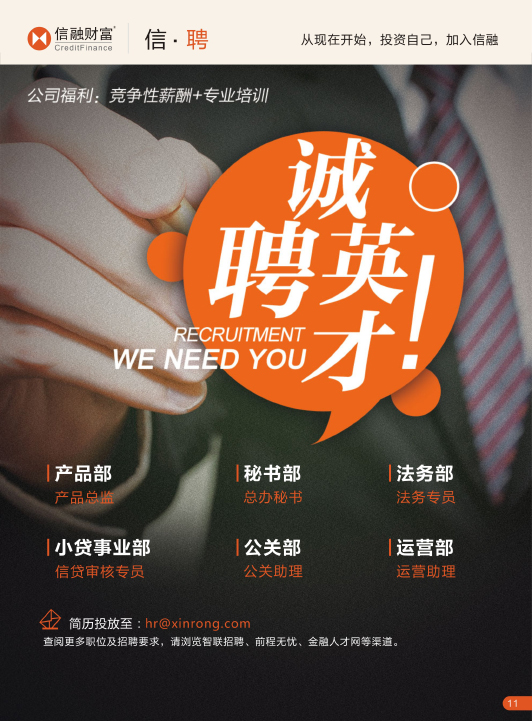 信融财富®
CreditFinance
信·聘
从现在开始，投资自己，加入信融
公司福利：竞争性薪酬+专业培训
诚
聘英
才！
RECRUITMENT
WE NEED YOU
产品部
产品总监
秘书部
总办秘书
法务部
法务专员
小贷事业部
信贷审核专员
公关部
公关助理
运营部
运营助理
简历投放至：hr@xinrong.com
查阅更多职位及招聘要求，请浏览智联招聘、前程无忧、金融人才网等渠道。
11